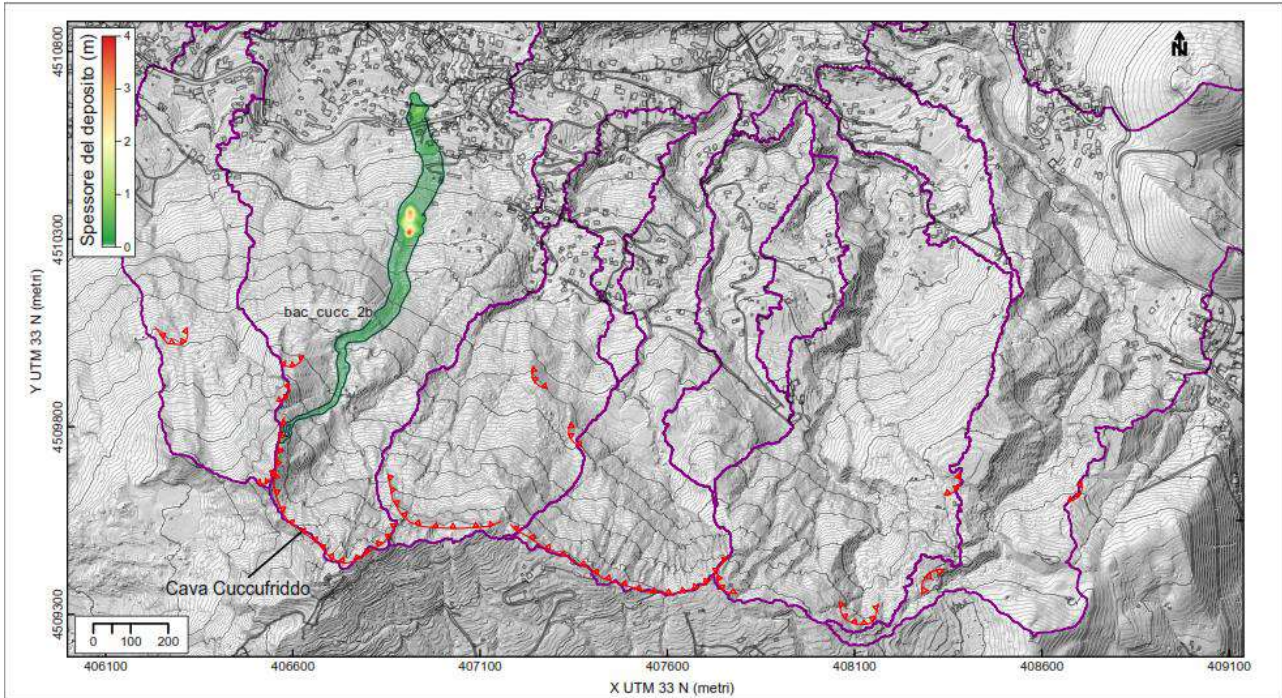 Spessore del deposito (m)
4
3
2
1
0
N
4510800
4510300
4509800
4509300
Y UTM 33 N (metri)
bac_cucc_2b
Cava Cuccufriddo
0 100 200
406100 406600 407100 407600 408100 408600 409100
X UTM 33 N (metri)